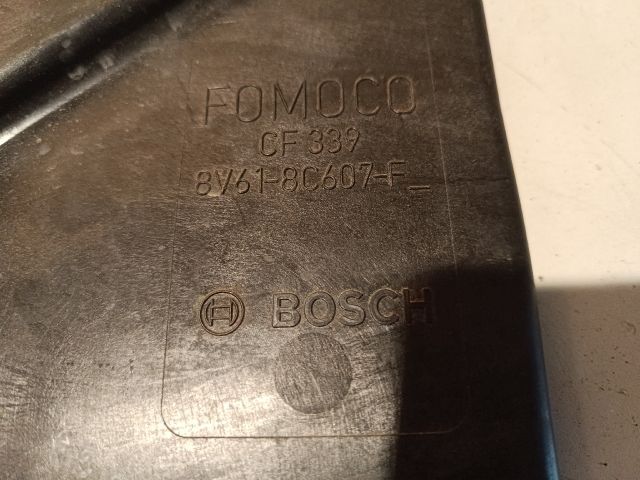 FOMOCO
CF 339
8V61-8C607-F_
BOSCH